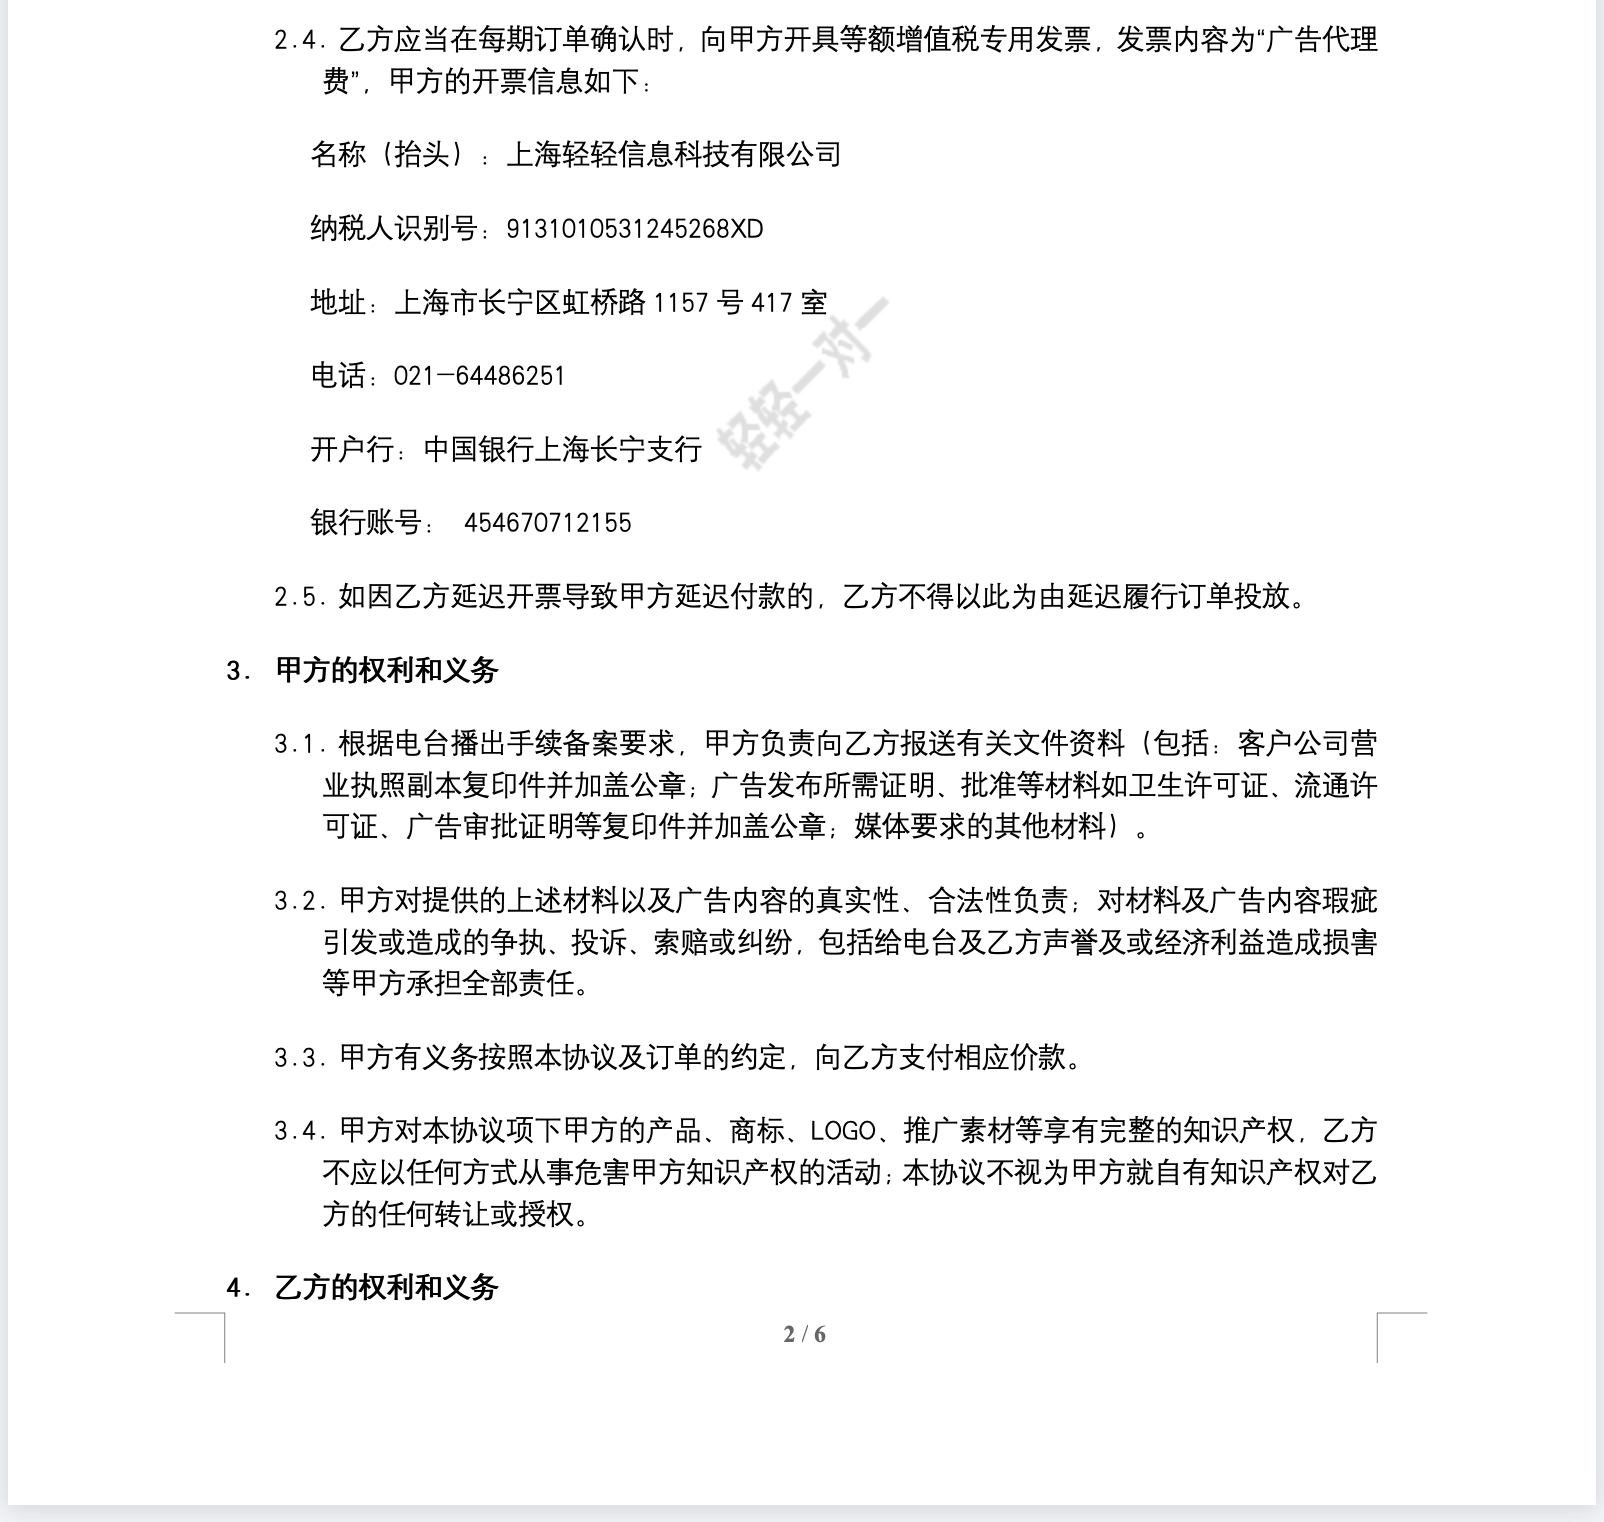 2.4. 乙方应当在每期订单确认时，向甲方开具等额增值税专用发票，发票内容为“广告代理
费”，甲方的开票信息如下：
名称（抬头）：上海轻轻信息科技有限公司
纳税人识别号：9131010531245268XD
地址：上海市长宁区虹桥路 1157 号 417 室
电话：021—64486251
开户行：中国银行上海长宁支行
银行账号： 454670712155
轻轻一对一
2.5. 如因乙方延迟开票导致甲方延迟付款的，乙方不得以此为由延迟履行订单投放。
3. 甲方的权利和义务
3.1. 根据电台播出手续备案要求，甲方负责向乙方报送有关文件资料（包括：客户公司营
业执照副本复印件并加盖公章；广告发布所需证明、批准等材料如卫生许可证、流通许
可证、广告审批证明等复印件并加盖公章；媒体要求的其他材料）。
3.2. 甲方对提供的上述材料以及广告内容的真实性、合法性负责；对材料及广告内容瑕疵
引发或造成的争执、投诉、索赔或纠纷，包括给电台及乙方声誉及或经济利益造成损害
等甲方承担全部责任。
3.3. 甲方有义务按照本协议及订单的约定，向乙方支付相应价款。
3.4. 甲方对本协议项下甲方的产品、商标、LOGO、推广素材等享有完整的知识产权，乙方
不应以任何方式从事危害甲方知识产权的活动；本协议不视为甲方就自有知识产权对乙
方的任何转让或授权。
4. 乙方的权利和义务
2 / 6